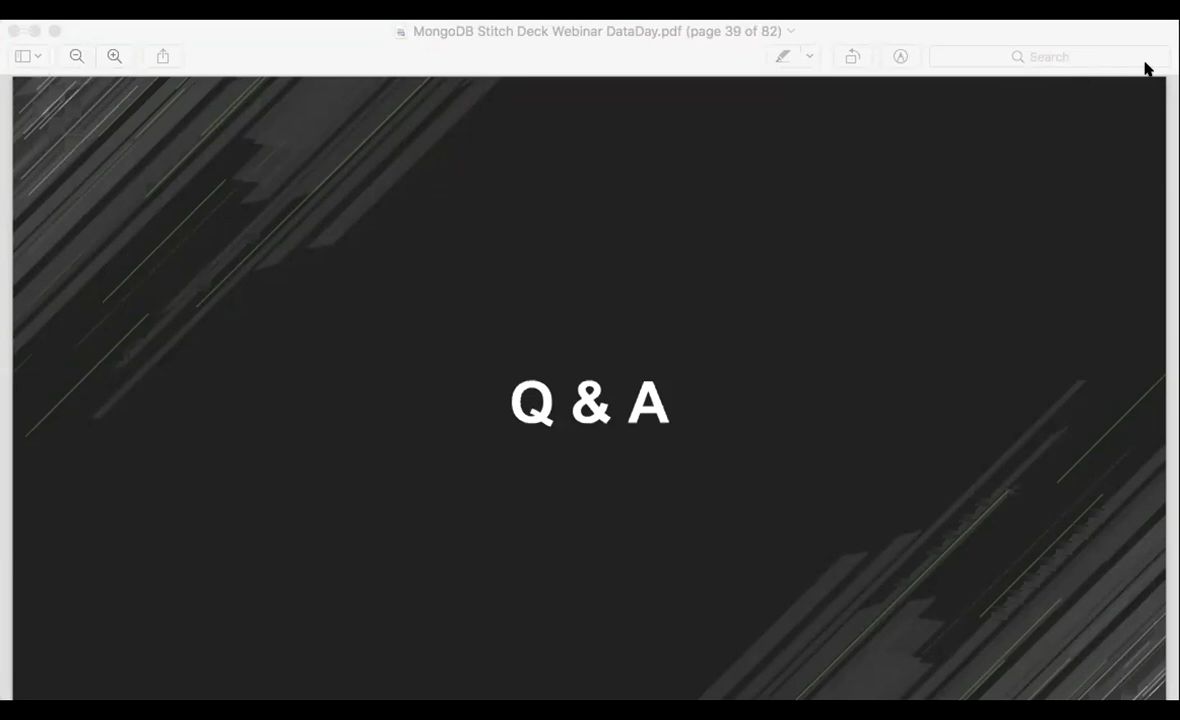 MongoDB Stitch Deck Webinar DataDay.pdf (page 39 of 82)
Search
Q & A